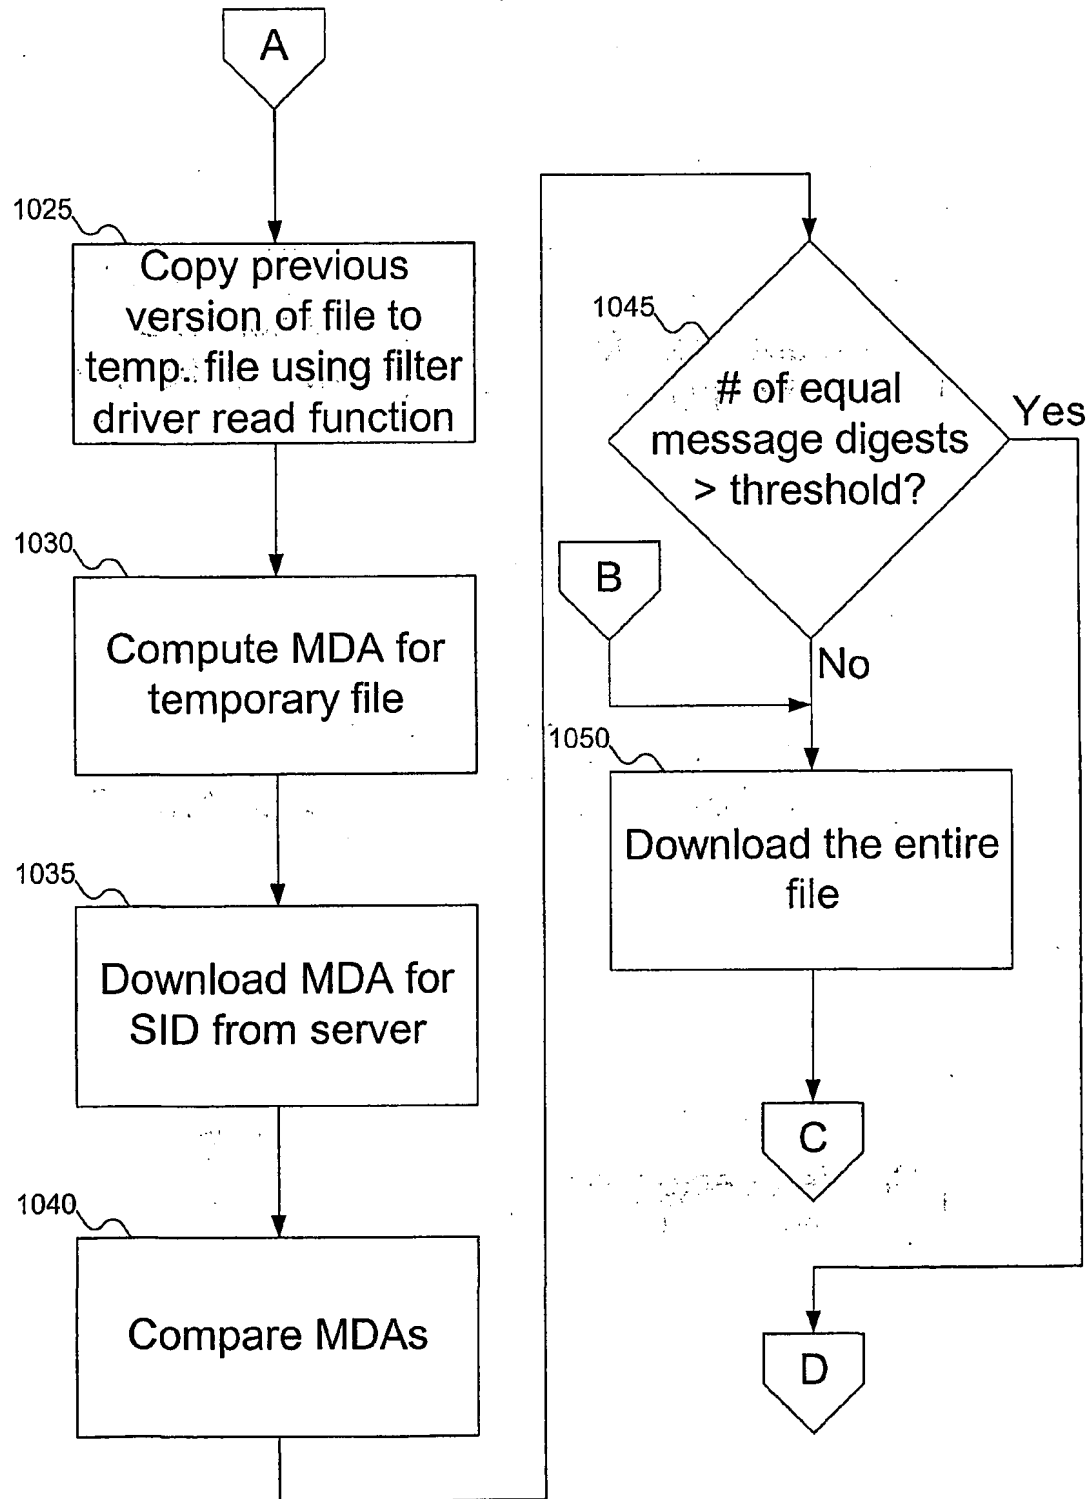 A
1025
Copy previous
version of file to
temp. file using filter
driver read function
1030
Compute MDA for
temporary file
1035
Download MDA for
SID from server
1040
Compare MDAs
1045
# of equal
message digests
> threshold?
Yes
B
No
1050
Download the entire
file
C
D